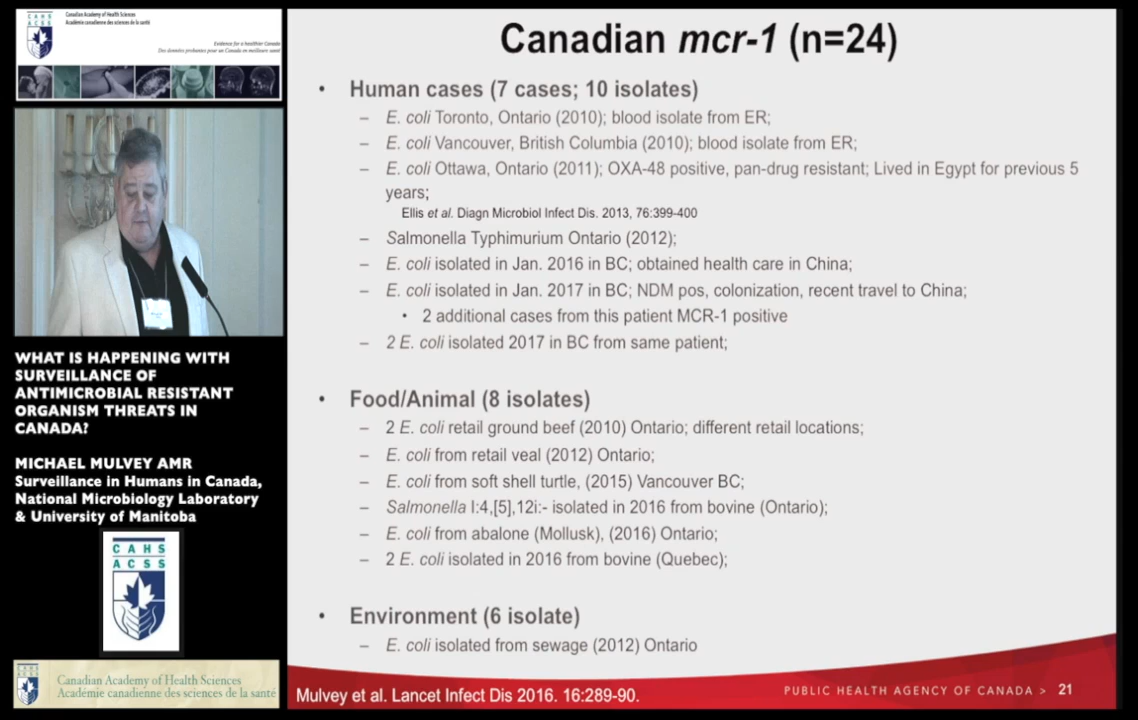 CAHS
ACSS
Canadian Academy of Health Sciences
Académie canadienne des sciences de la santé
Evidence for a healthier Canada
Des données probantes pour un Canada en meilleure santé
WHAT IS HAPPENING WITH
SURVEILLANCE OF
ANTIMICROBIAL RESISTANT
ORGANISM THREATS IN
CANADA?
MICHAEL MULVEY AMR
Surveillance in Humans in Canada,
National Microbiology Laboratory
& University of Manitoba
CAHS
ACSS
CAHS
ACSS
Canadian Academy of Health Sciences
Académie canadienne des sciences de la santé
Canadian mcr-1 (n=24)
• Human cases (7 cases; 10 isolates)
– E. coli Toronto, Ontario (2010); blood isolate from ER;
– E. coli Vancouver, British Columbia (2010); blood isolate from ER;
– E. coli Ottawa, Ontario (2011); OXA-48 positive, pan-drug resistant; Lived in Egypt for previous 5
years;
Ellis et al. Diagn Microbiol Infect Dis. 2013, 76:399-400
– Salmonella Typhimurium Ontario (2012);
– E. coli isolated in Jan. 2016 in BC; obtained health care in China;
– E. coli isolated in Jan. 2017 in BC; NDM pos, colonization, recent travel to China;
• 2 additional cases from this patient MCR-1 positive
– 2 E. coli isolated 2017 in BC from same patient;
• Food/Animal (8 isolates)
– 2 E. coli retail ground beef (2010) Ontario; different retail locations;
– E. coli from retail veal (2012) Ontario;
– E. coli from soft shell turtle, (2015) Vancouver BC;
– Salmonella I:4,[5],12i:- isolated in 2016 from bovine (Ontario);
– E. coli from abalone (Mollusk), (2016) Ontario;
– 2 E. coli isolated in 2016 from bovine (Quebec);
• Environment (6 isolate)
– E. coli isolated from sewage (2012) Ontario
Mulvey et al. Lancet Infect Dis 2016. 16:289-90.
PUBLIC HEALTH AGENCY OF CANADA > 21